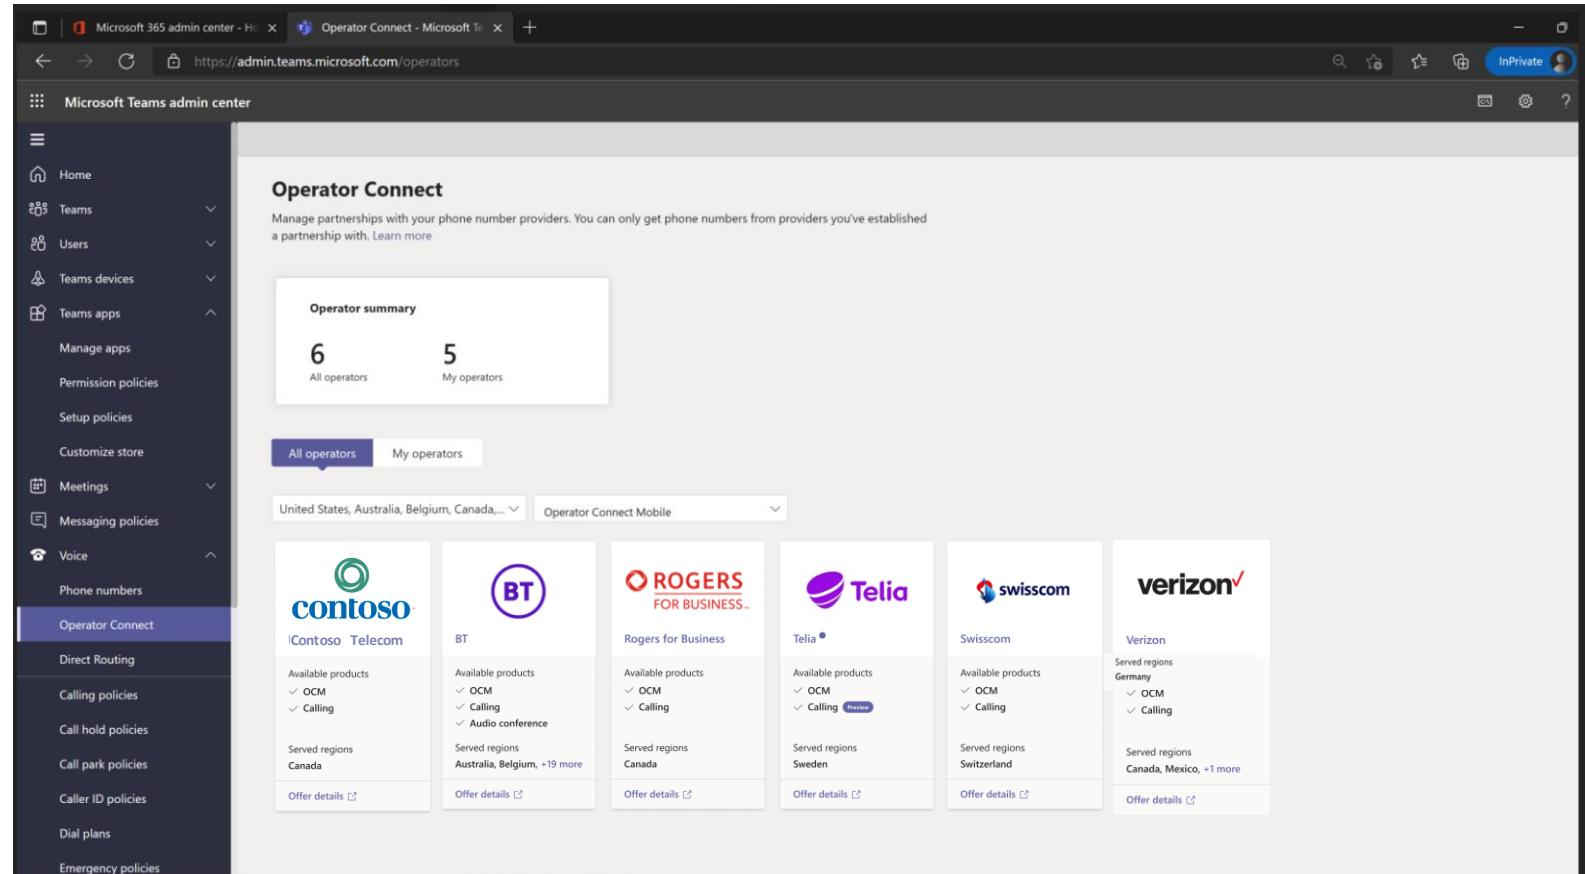 Microsoft 365 admin center - Ho
Operator Connect - Microsoft Te
https://admin.teams.microsoft.com/operators
InPrivate
Microsoft Teams admin center
?
Home
Teams
Users
Teams devices
Teams apps
Manage apps
Permission policies
Setup policies
Customize store
Meetings
Messaging policies
Voice
Phone numbers
Operator Connect
Direct Routing
Calling policies
Call hold policies
Call park policies
Caller ID policies
Dial plans
Emergency policies
Operator Connect
Manage partnerships with your phone number providers. You can only get phone numbers from providers you've established
a partnership with. Learn more
Operator summary
6
All operators
5
My operators
All operators
My operators
United States, Australia, Belgium, Canada,...
Operator Connect Mobile
contoso
Contoso Telecom
Available products
OCM
Calling
Served regions
Canada
Offer details
BT
BT
Available products
OCM
Calling
Audio conference
Served regions
Australia, Belgium, +19 more
Offer details
ROGERS
FOR BUSINESS
Rogers for Business
Available products
OCM
Calling
Served regions
Canada
Offer details
Telia
Telia
Available products
OCM
Calling Preview
Served regions
Sweden
Offer details
swisscom
Swisscom
Available products
OCM
Calling
Served regions
Switzerland
Offer details
verizon
Verizon
Served regions
Germany
OCM
Calling
Served regions
Canada, Mexico, +1 more
Offer details